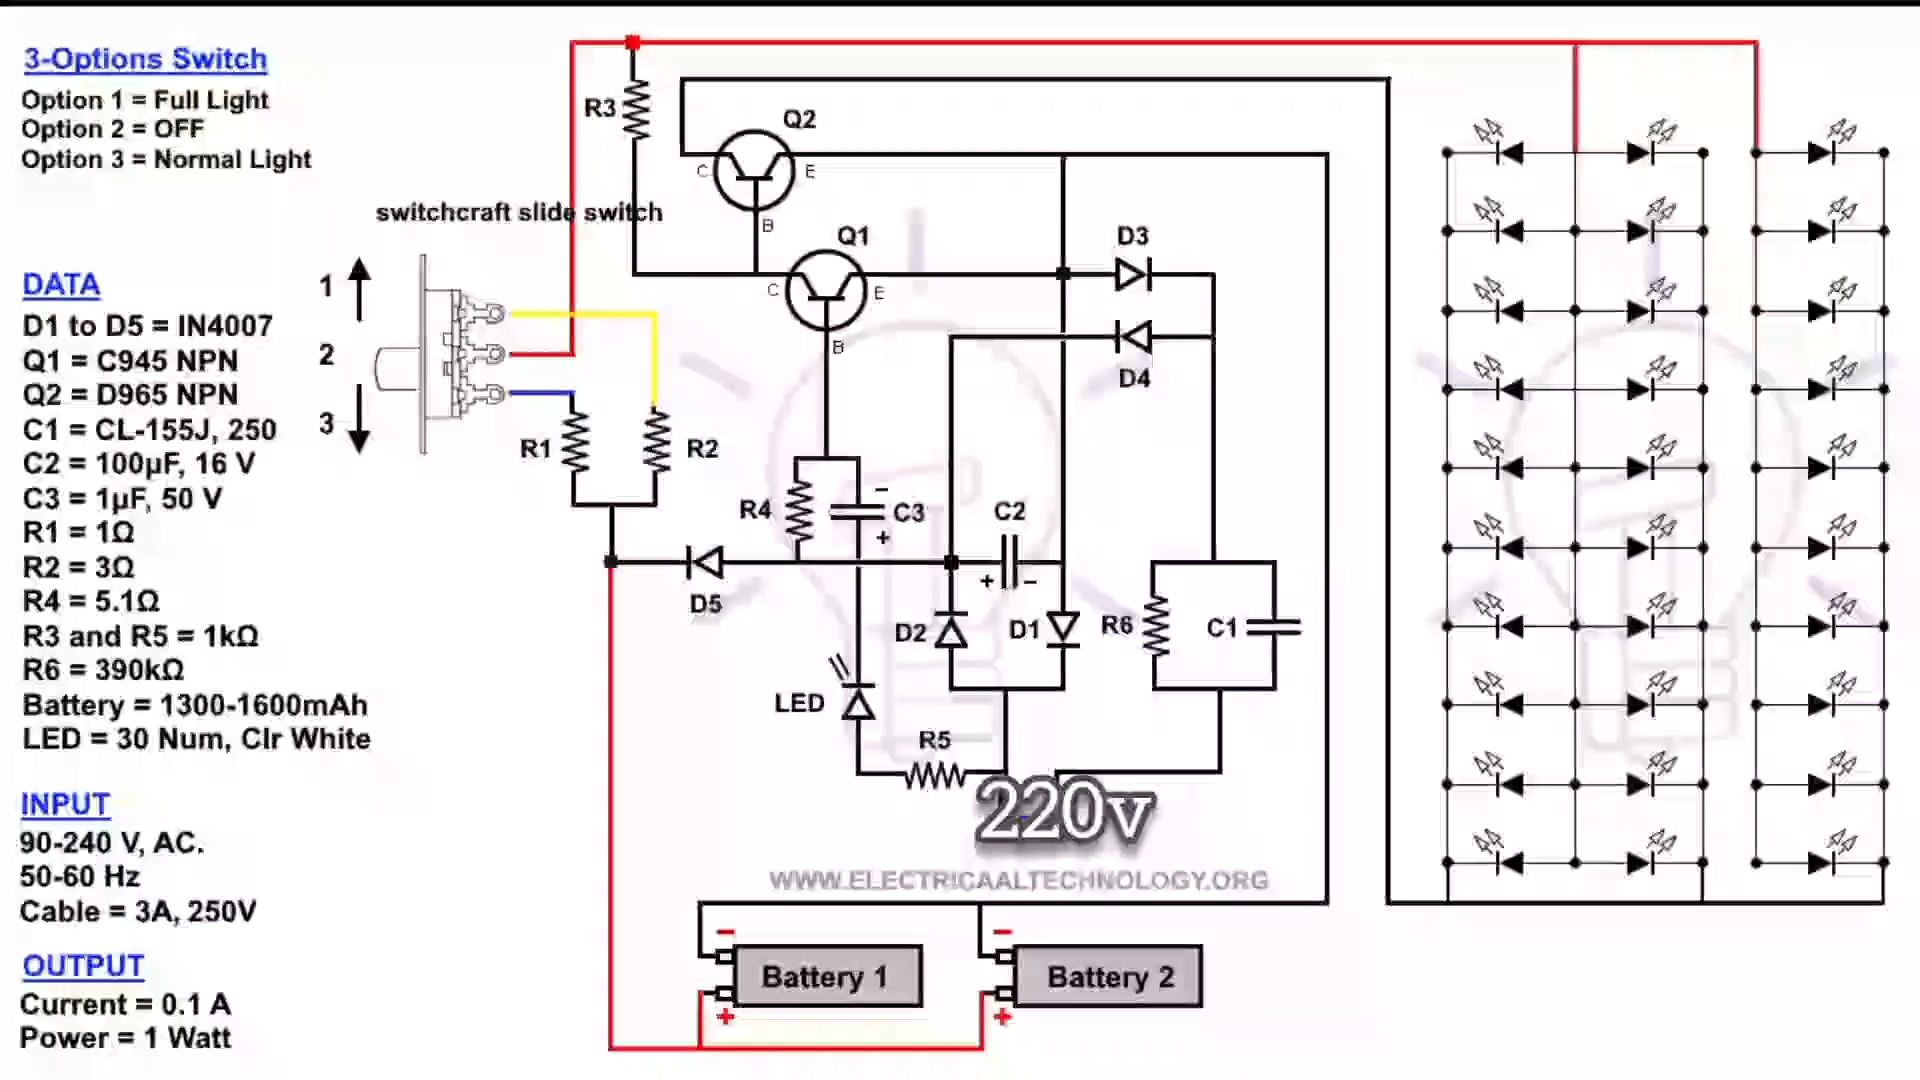 3-Options Switch
Option 1 = Full Light
Option 2 = OFF
Option 3 = Normal Light
switchcraft slide switch
1
2
3
DATA
D1 to D5 = IN4007
Q1 = C945 NPN
Q2 = D965 NPN
C1 = CL-155J, 250
C2 = 100µF, 16 V
C3 = 1µF, 50 V
R1 = 1Ω
R2 = 3Ω
R4 = 5.1Ω
R3 and R5 = 1kΩ
R6 = 390kΩ
Battery = 1300-1600mAh
LED = 30 Num, Clr White
INPUT
90-240 V, AC.
50-60 Hz
Cable = 3A, 250V
OUTPUT
Current = 0.1 A
Power = 1 Watt
R3
Q2
C
E
B
Q1
C
E
B
D3
D4
R1
R2
R4
C3
−
+
C2
+
−
D5
D2
D1
R6
C1
LED
R5
220v
WWW.ELECTRICAALTECHNOLOGY.ORG
−
Battery 1
+
−
Battery 2
+